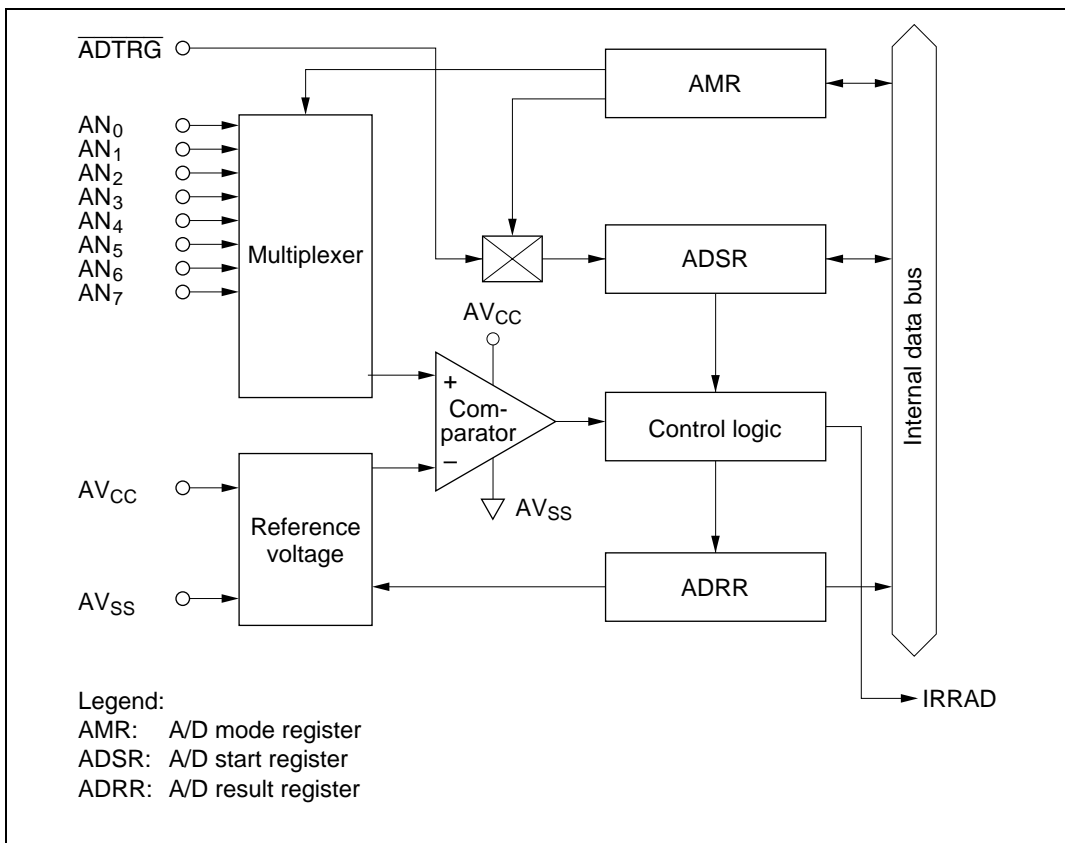 ADTRG
AMR
AN0
AN1
AN2
AN3
AN4
AN5
AN6
AN7
Multiplexer
ADSR
AVCC
+
Com-
parator
−
AVSS
Control logic
Internal data bus
AVCC
Reference
voltage
AVSS
ADRR
IRRAD
Legend:
AMR: A/D mode register
ADSR: A/D start register
ADRR: A/D result register